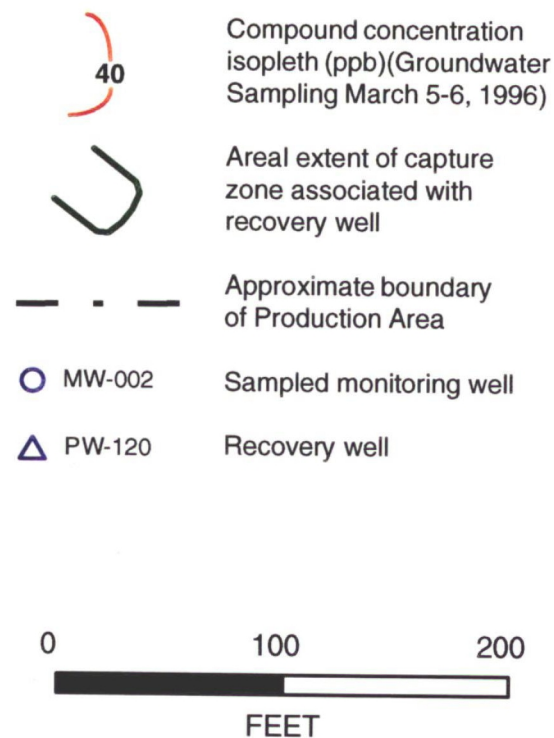 40
Compound concentration
isopleth (ppb)(Groundwater
Sampling March 5-6, 1996)
Areal extent of capture
zone associated with
recovery well
Approximate boundary
of Production Area
MW-002 Sampled monitoring well
PW-120 Recovery well
0 100 200
FEET